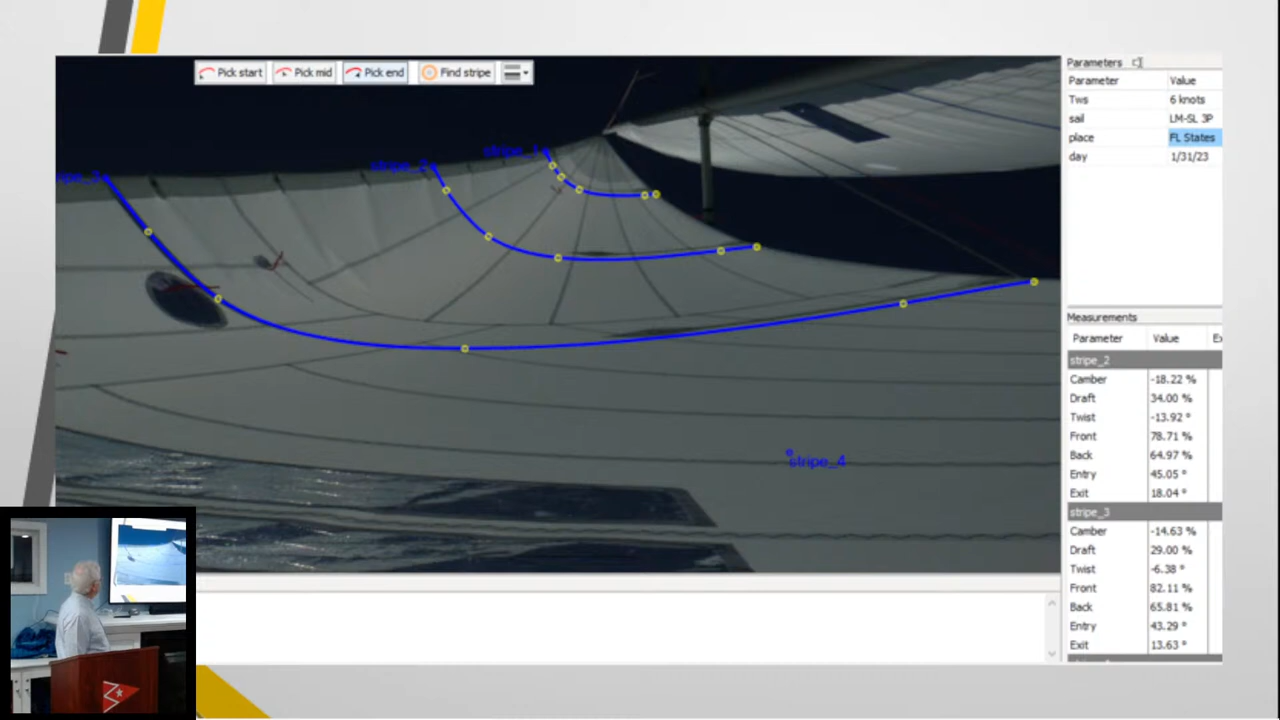 Pick start
Pick mid
Pick end
Find stripe
stripe_1
stripe_2
stripe_4
Parameters
Parameter Value
Tws 6 knots
sail LM-SL 3P
place FL States
day 1/31/23
Measurements
Parameter Value
stripe_2
Camber -18.22 %
Draft 34.00 %
Twist -13.92 °
Front 78.71 %
Back 64.97 %
Entry 45.05 °
Exit 18.04 °
stripe_3
Camber -14.63 %
Draft 29.00 %
Twist -6.38 °
Front 82.11 %
Back 65.81 %
Entry 43.29 °
Exit 13.63 °